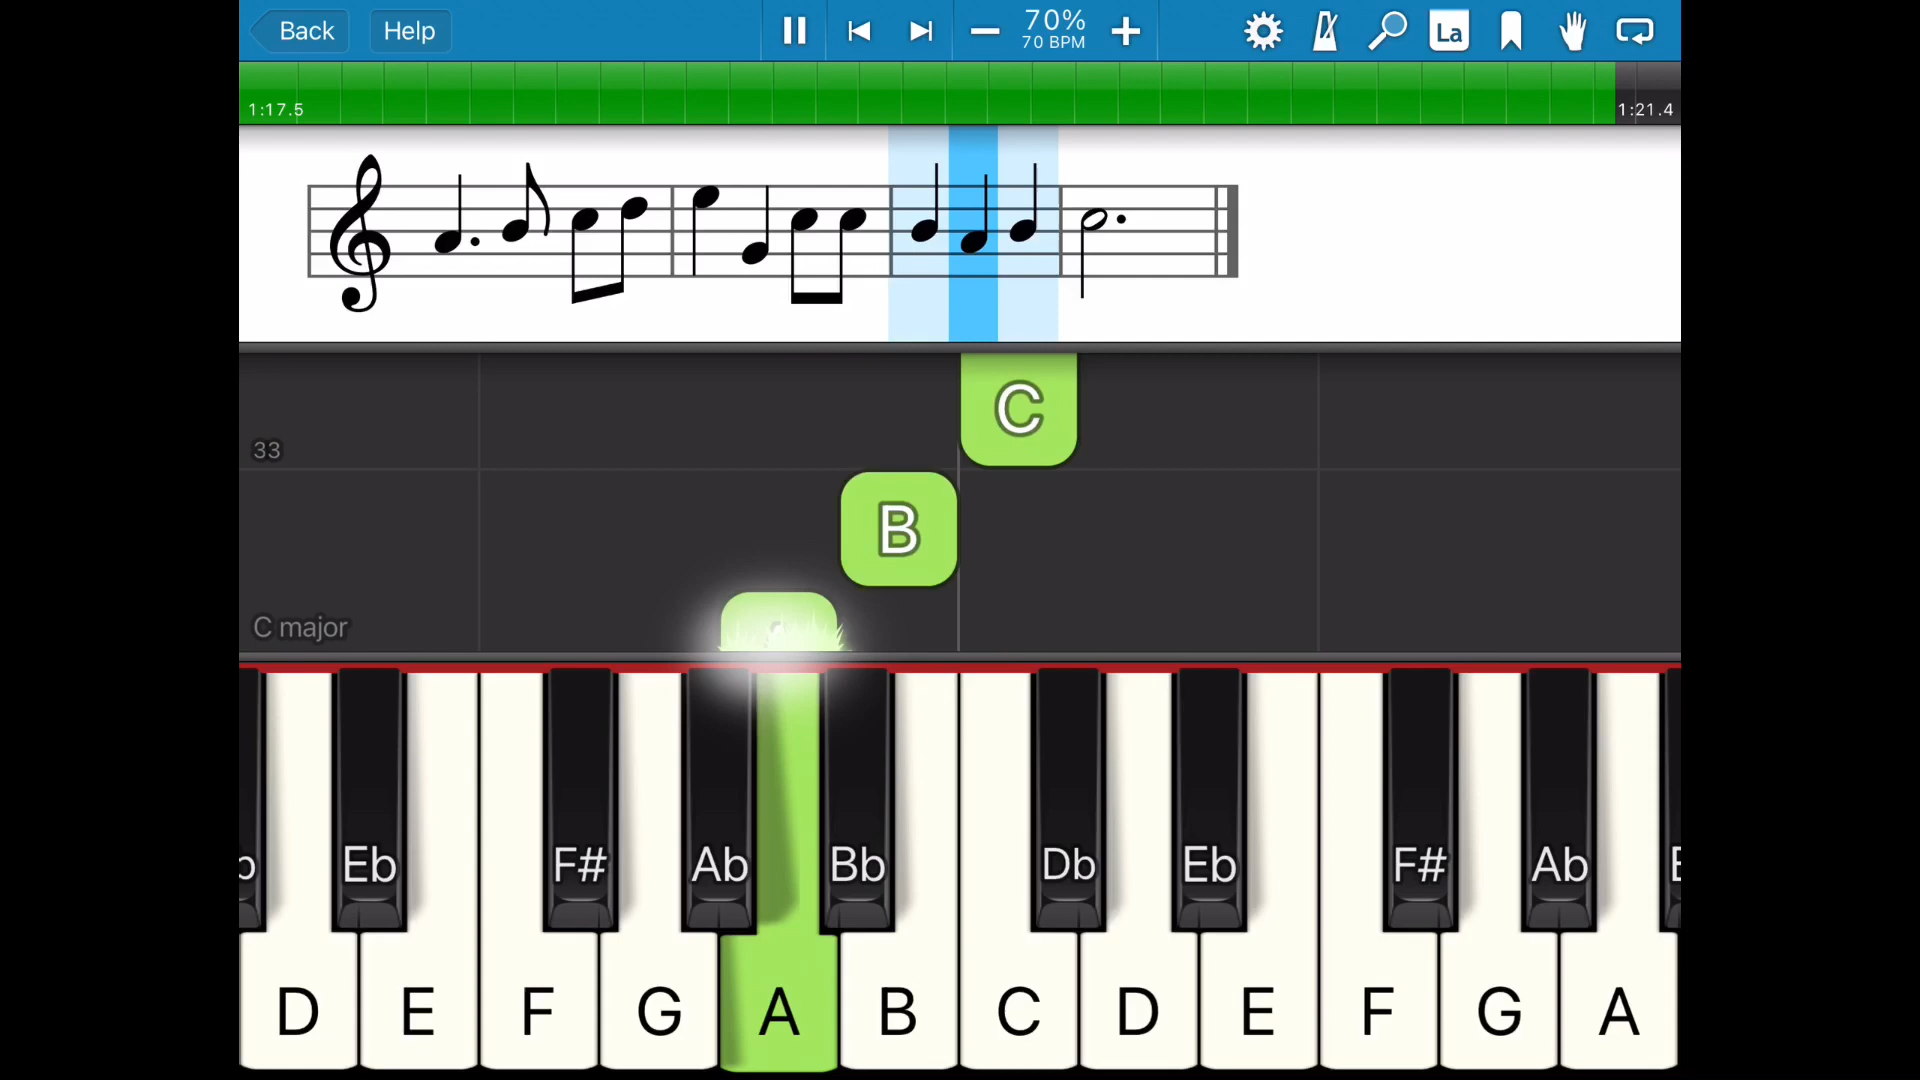 Back Help 70% La
70 BPM
1:17.5 1:21.4
C
33
B
C major
Eb F# Ab Bb Db Eb F# Ab
D E F G A B C D E F G A